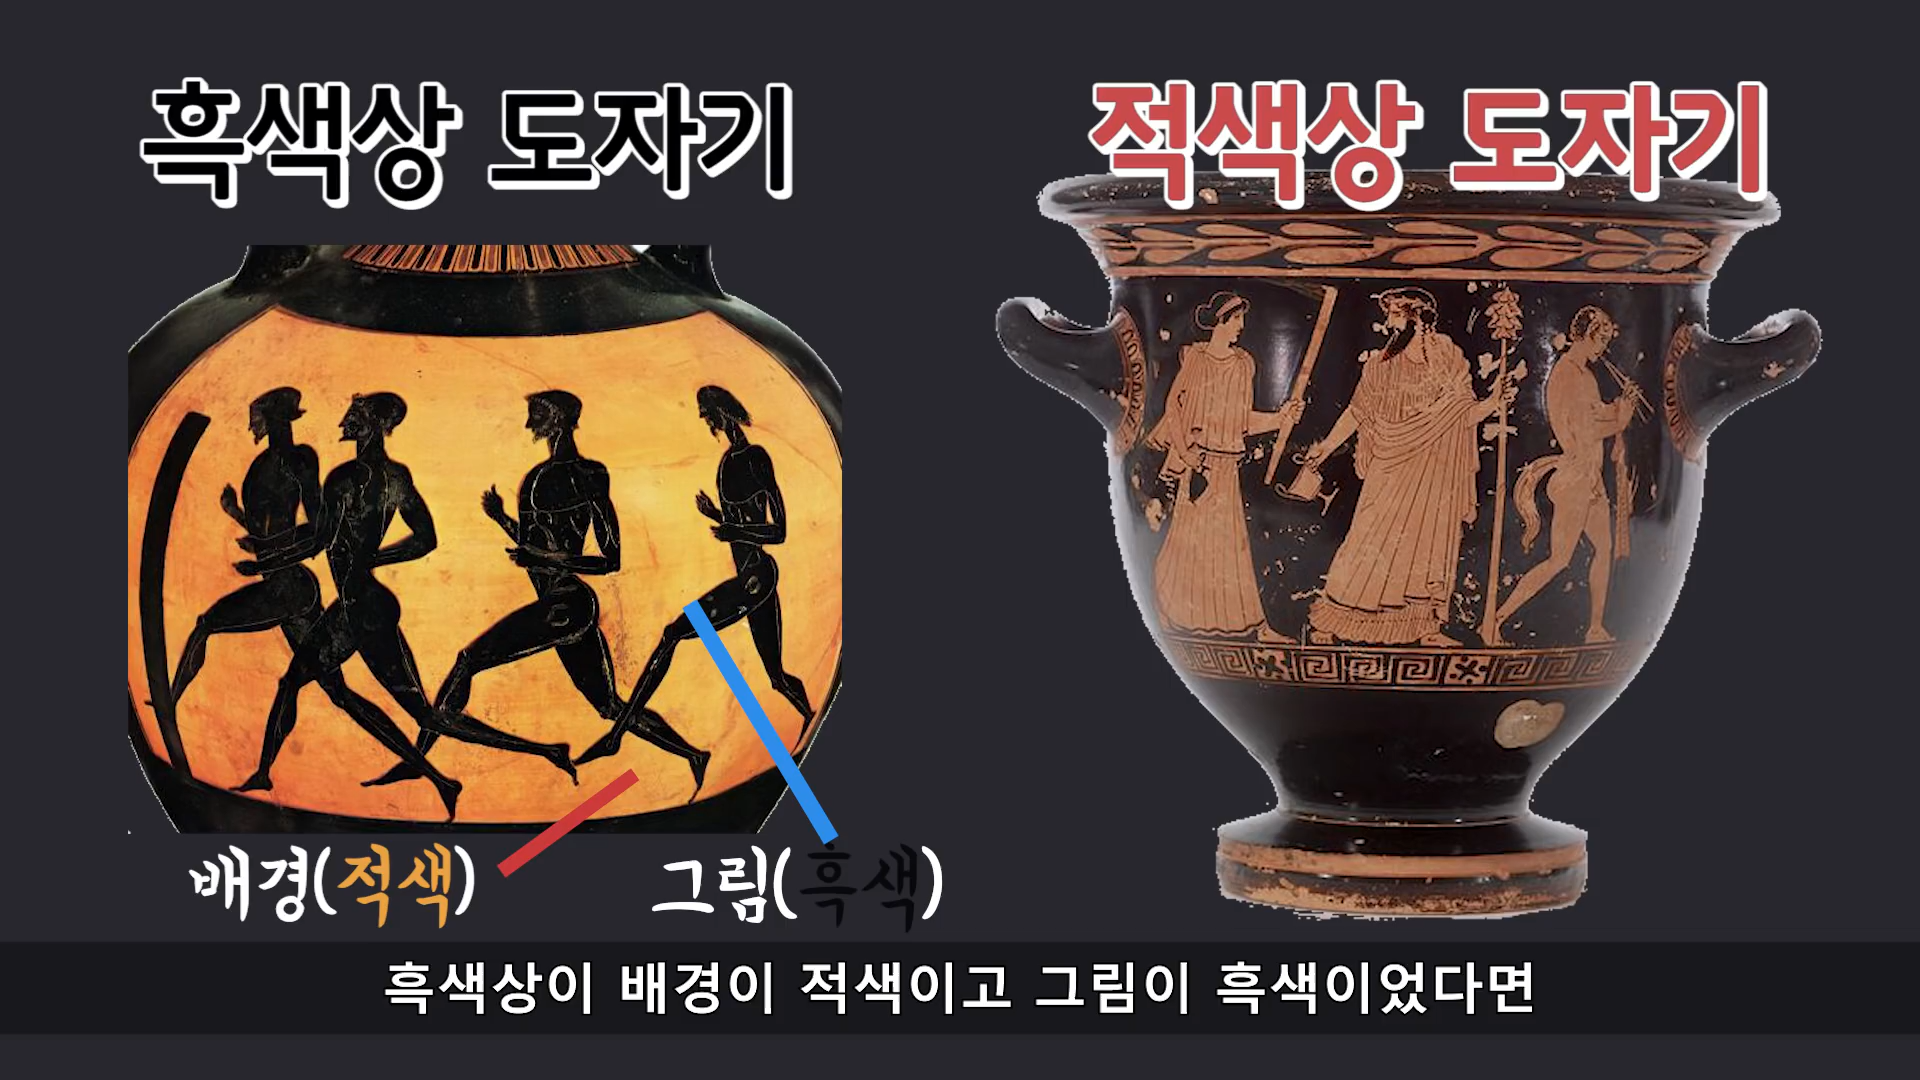 흑색상 도자기
적색상 도자기
배경(적색)
그림(흑색)
흑색상이 배경이 적색이고 그림이 흑색이었다면